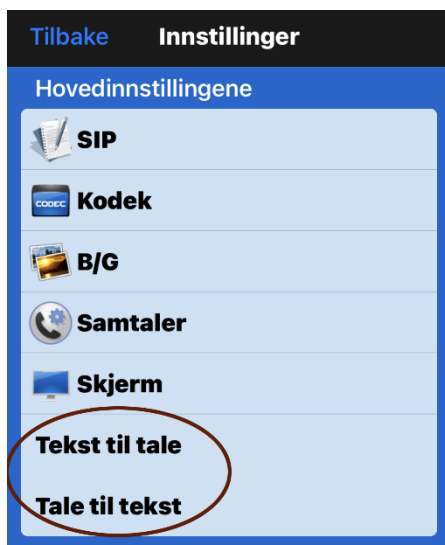 Tilbake Innstillinger
Hovedinnstillingene
SIP
CODEC Kodek
B/G
Samtaler
Skjerm
Tekst til tale
Tale til tekst